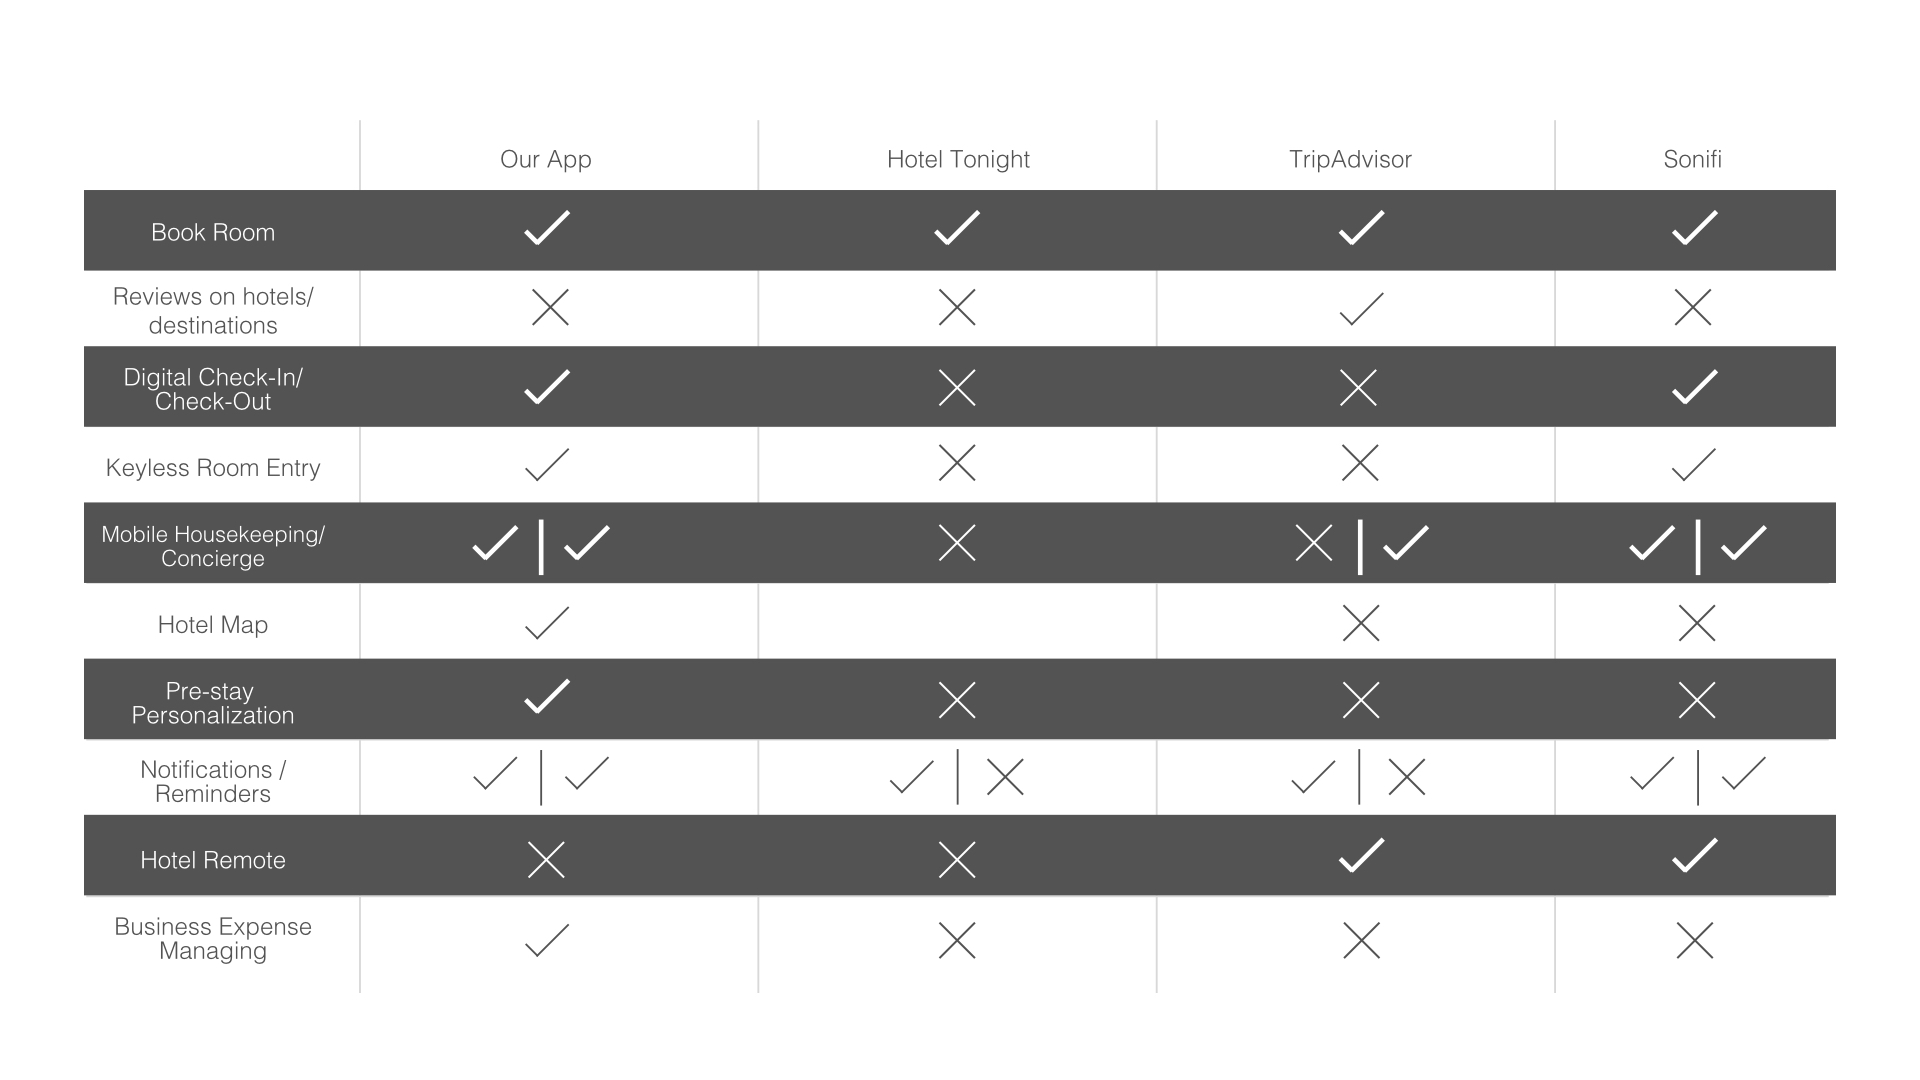 Our App
Hotel Tonight
TripAdvisor
Sonifi
Book Room
Reviews on hotels/
destinations
Digital Check-In/
Check-Out
Keyless Room Entry
Mobile Housekeeping/
Concierge
Hotel Map
Pre-stay
Personalization
Notifications /
Reminders
Hotel Remote
Business Expense
Managing